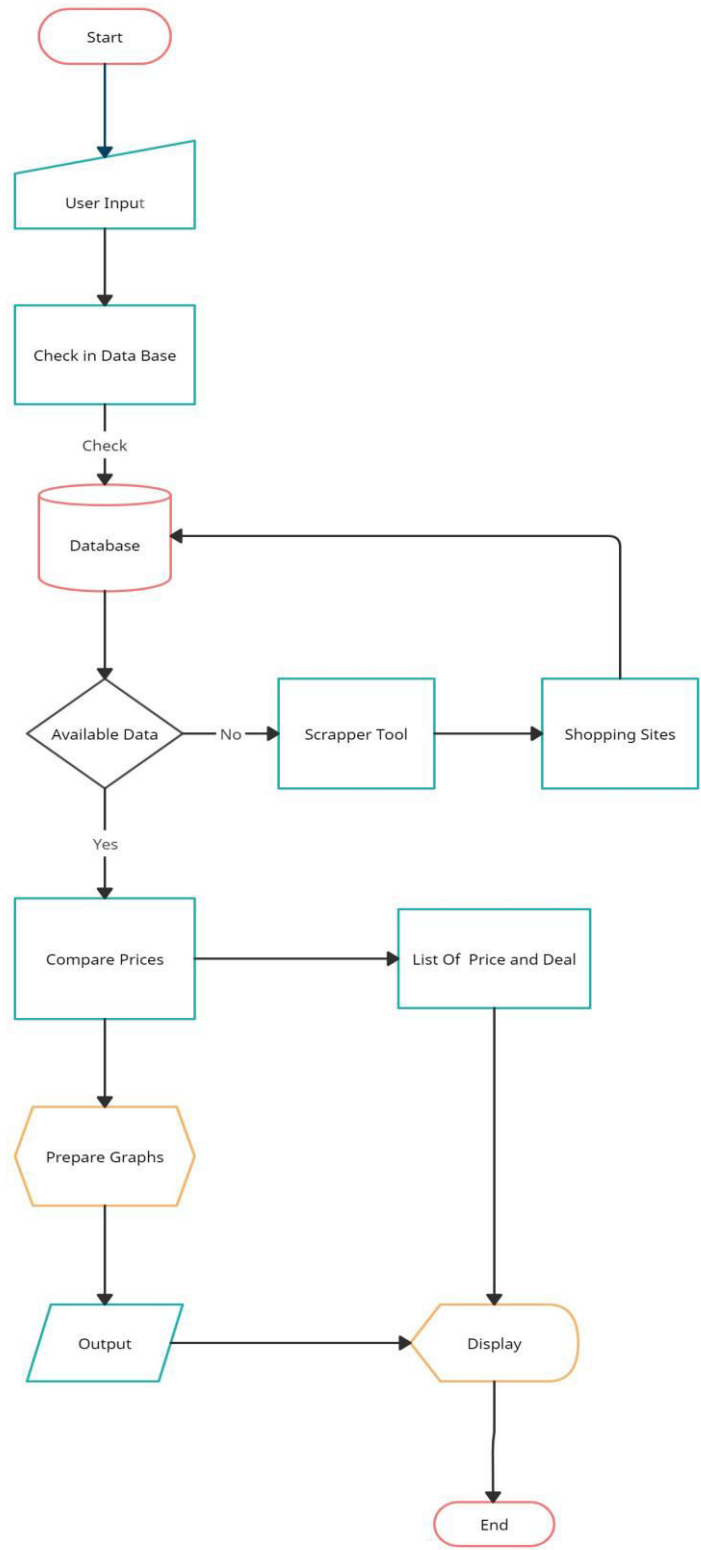 Start
User Input
Check in Data Base
Check
Database
Available Data
No
Scrapper Tool
Shopping Sites
Yes
Compare Prices
List Of  Price and Deal
Prepare Graphs
Output
Display
End